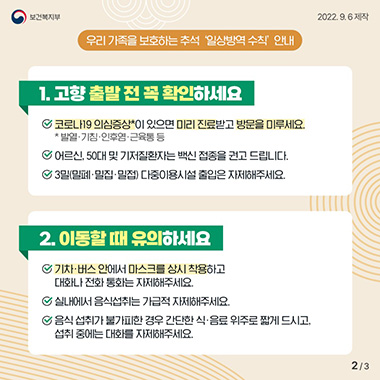 보건복지부
2022. 9. 6 제작
우리 가족을 보호하는 추석 '일상방역 수칙' 안내
1. 고향 출발 전 꼭 확인하세요
코로나19 의심증상*이 있으면 미리 진료받고 방문을 미루세요.
* 발열·기침·인후염·근육통 등
어르신, 50대 및 기저질환자는 백신 접종을 권고 드립니다.
3밀(밀폐·밀집·밀접) 다중이용시설 출입은 자제해주세요.
2. 이동할 때 유의하세요
기차·버스 안에서 마스크를 상시 착용하고
대화나 전화 통화는 자제해주세요.
실내에서 음식섭취는 가급적 자제해주세요.
음식 섭취가 불가피한 경우 간단한 식·음료 위주로 짧게 드시고,
섭취 중에는 대화를 자제해주세요.
2 / 3